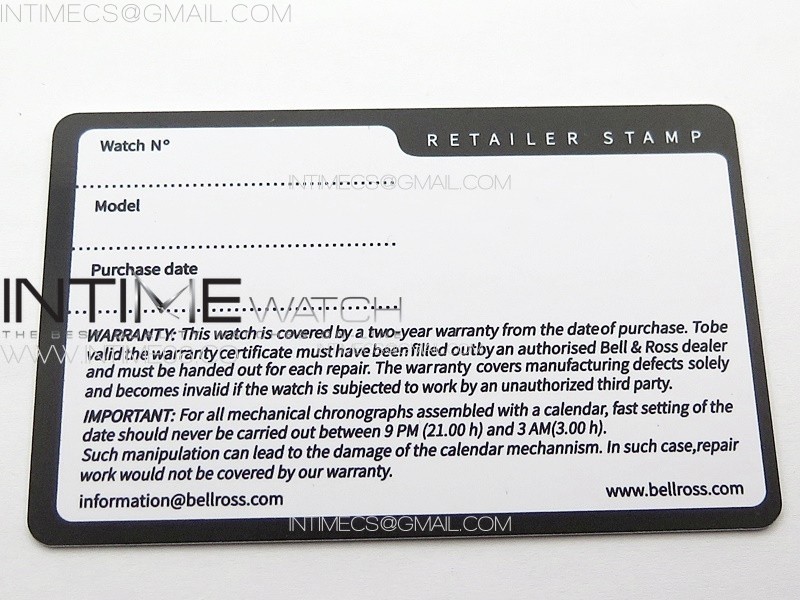 INTIMECS@GMAIL.COM
INTIMECS@GMAIL.COM
RETAILER STAMP
Watch Nº
INTIMECS@GMAIL.COM
Model
Purchase date
INTIME WATCH
THE BES
WARRANTY: This watch is covered by a two-year warranty from the date of purchase. Tobe
valid the warranty certificate must have been filled outby an authorised Bell & Ross dealer
and must be handed out for each repair. The warranty covers manufacturing defects solely
and becomes invalid if the watch is subjected to work by an unauthorized third party.
IMPORTANT: For all mechanical chronographs assembled with a calendar, fast setting of the
date should never be carried out between 9 PM (21.00 h) and 3 AM(3.00 h).
Such manipulation can lead to the damage of the calendar mechannism. In such case,repair
work would not be covered by our warranty.
information@bellross.com
www.bellross.com
INTIMECS@GMAIL.COM